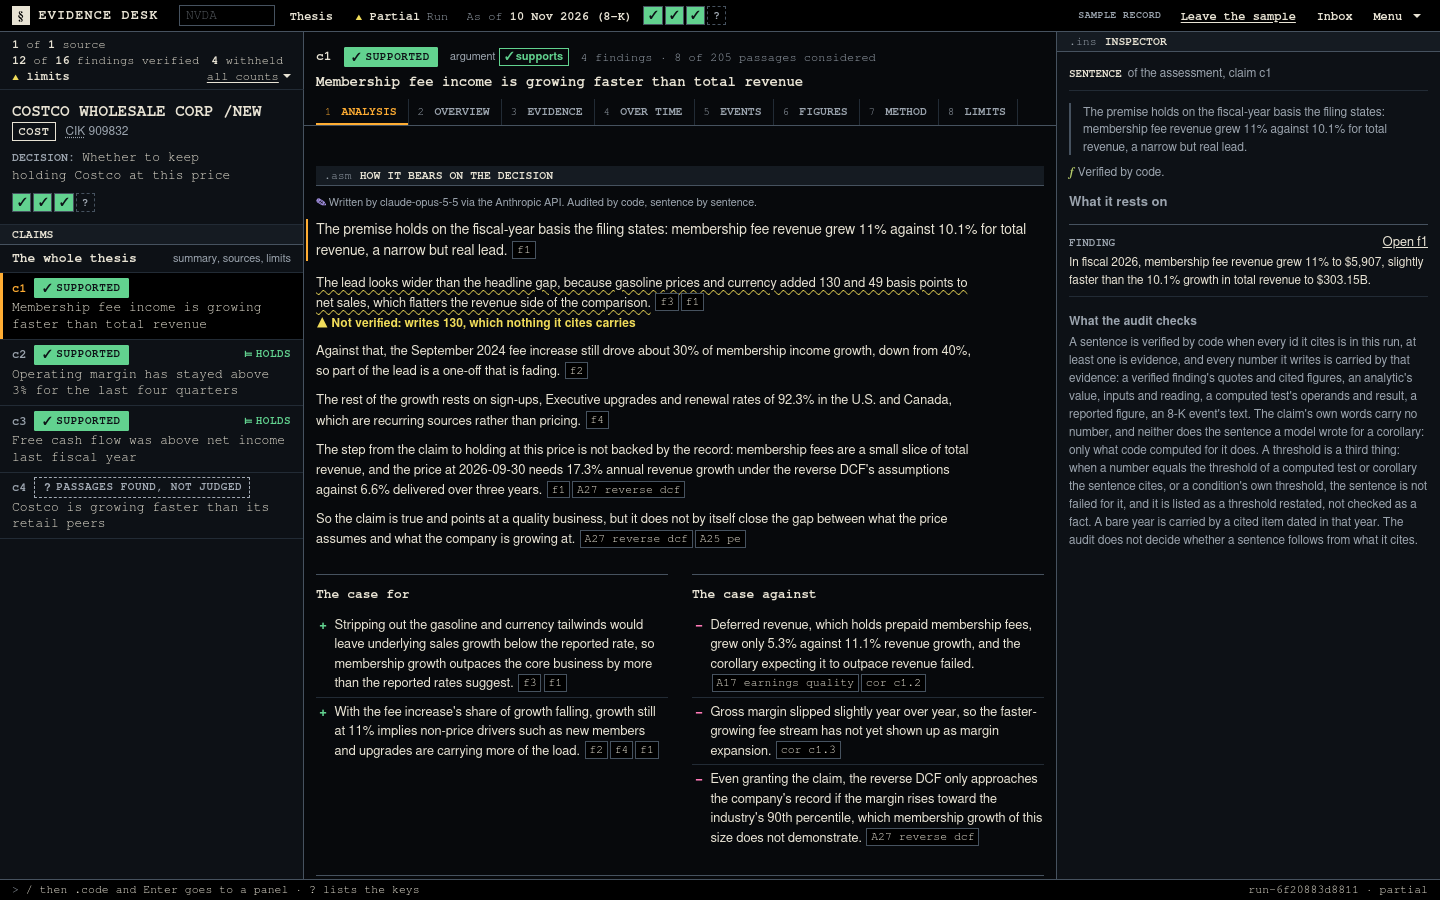 § EVIDENCE DESK NVDA Thesis ▲ Partial Run As of 10 Nov 2026 (8-K) ✓ ✓ ✓ ? SAMPLE RECORD Leave the sample Inbox Menu
1 of 1 source
12 of 16 findings verified 4 withheld
▲ limits all counts
COSTCO WHOLESALE CORP /NEW
COST CIK 909832
DECISION: Whether to keep
holding Costco at this price
✓ ✓ ✓ ?
CLAIMS
The whole thesis summary, sources, limits
c1 ✓ SUPPORTED
Membership fee income is growing
faster than total revenue
c2 ✓ SUPPORTED ⊨ HOLDS
Operating margin has stayed above
3% for the last four quarters
c3 ✓ SUPPORTED ⊨ HOLDS
Free cash flow was above net income
last fiscal year
c4 ? PASSAGES FOUND, NOT JUDGED
Costco is growing faster than its
retail peers
c1 ✓ SUPPORTED argument ✓ supports 4 findings · 8 of 205 passages considered
Membership fee income is growing faster than total revenue
1 ANALYSIS 2 OVERVIEW 3 EVIDENCE 4 OVER TIME 5 EVENTS 6 FIGURES 7 METHOD 8 LIMITS
.asm HOW IT BEARS ON THE DECISION
✎ Written by claude-opus-5-5 via the Anthropic API. Audited by code, sentence by sentence.
The premise holds on the fiscal-year basis the filing states: membership fee revenue grew 11% against 10.1% for total
revenue, a narrow but real lead. f1
The lead looks wider than the headline gap, because gasoline prices and currency added 130 and 49 basis points to
net sales, which flatters the revenue side of the comparison. f3 f1
▲ Not verified: writes 130, which nothing it cites carries
Against that, the September 2024 fee increase still drove about 30% of membership income growth, down from 40%,
so part of the lead is a one-off that is fading. f2
The rest of the growth rests on sign-ups, Executive upgrades and renewal rates of 92.3% in the U.S. and Canada,
which are recurring sources rather than pricing. f4
The step from the claim to holding at this price is not backed by the record: membership fees are a small slice of total
revenue, and the price at 2026-09-30 needs 17.3% annual revenue growth under the reverse DCF's assumptions
against 6.6% delivered over three years. f1 A27 reverse dcf
So the claim is true and points at a quality business, but it does not by itself close the gap between what the price
assumes and what the company is growing at. A27 reverse dcf A25 pe
The case for
+ Stripping out the gasoline and currency tailwinds would
leave underlying sales growth below the reported rate, so
membership growth outpaces the core business by more
than the reported rates suggest. f3 f1
+ With the fee increase's share of growth falling, growth still
at 11% implies non-price drivers such as new members
and upgrades are carrying more of the load. f2 f4 f1
The case against
− Deferred revenue, which holds prepaid membership fees,
grew only 5.3% against 11.1% revenue growth, and the
corollary expecting it to outpace revenue failed.
A17 earnings quality cor c1.2
− Gross margin slipped slightly year over year, so the faster-
growing fee stream has not yet shown up as margin
expansion. cor c1.3
− Even granting the claim, the reverse DCF only approaches
the company's record if the margin rises toward the
industry's 90th percentile, which membership growth of this
size does not demonstrate. A27 reverse dcf
.ins INSPECTOR
SENTENCE of the assessment, claim c1
The premise holds on the fiscal-year basis the filing states:
membership fee revenue grew 11% against 10.1% for total
revenue, a narrow but real lead.
ƒ Verified by code.
What it rests on
FINDING Open f1
In fiscal 2026, membership fee revenue grew 11% to $5,907, slightly
faster than the 10.1% growth in total revenue to $303.15B.
What the audit checks
A sentence is verified by code when every id it cites is in this run, at
least one is evidence, and every number it writes is carried by that
evidence: a verified finding's quotes and cited figures, an analytic's
value, inputs and reading, a computed test's operands and result, a
reported figure, an 8-K event's text. The claim's own words carry no
number, and neither does the sentence a model wrote for a corollary:
only what code computed for it does. A threshold is a third thing:
when a number equals the threshold of a computed test or corollary
the sentence cites, or a condition's own threshold, the sentence is not
failed for it, and it is listed as a threshold restated, not checked as a
fact. A bare year is carried by a cited item dated in that year. The
audit does not decide whether a sentence follows from what it cites.
> / then .code and Enter goes to a panel · ? lists the keys run-6f20883d8811 · partial